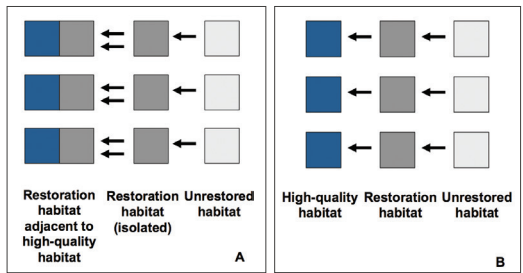 Restoration
habitat
adjacent to
high-quality
habitat
Restoration
habitat
(isolated)
Unrestored
habitat
A
High-quality
habitat
Restoration
habitat
Unrestored
habitat
B